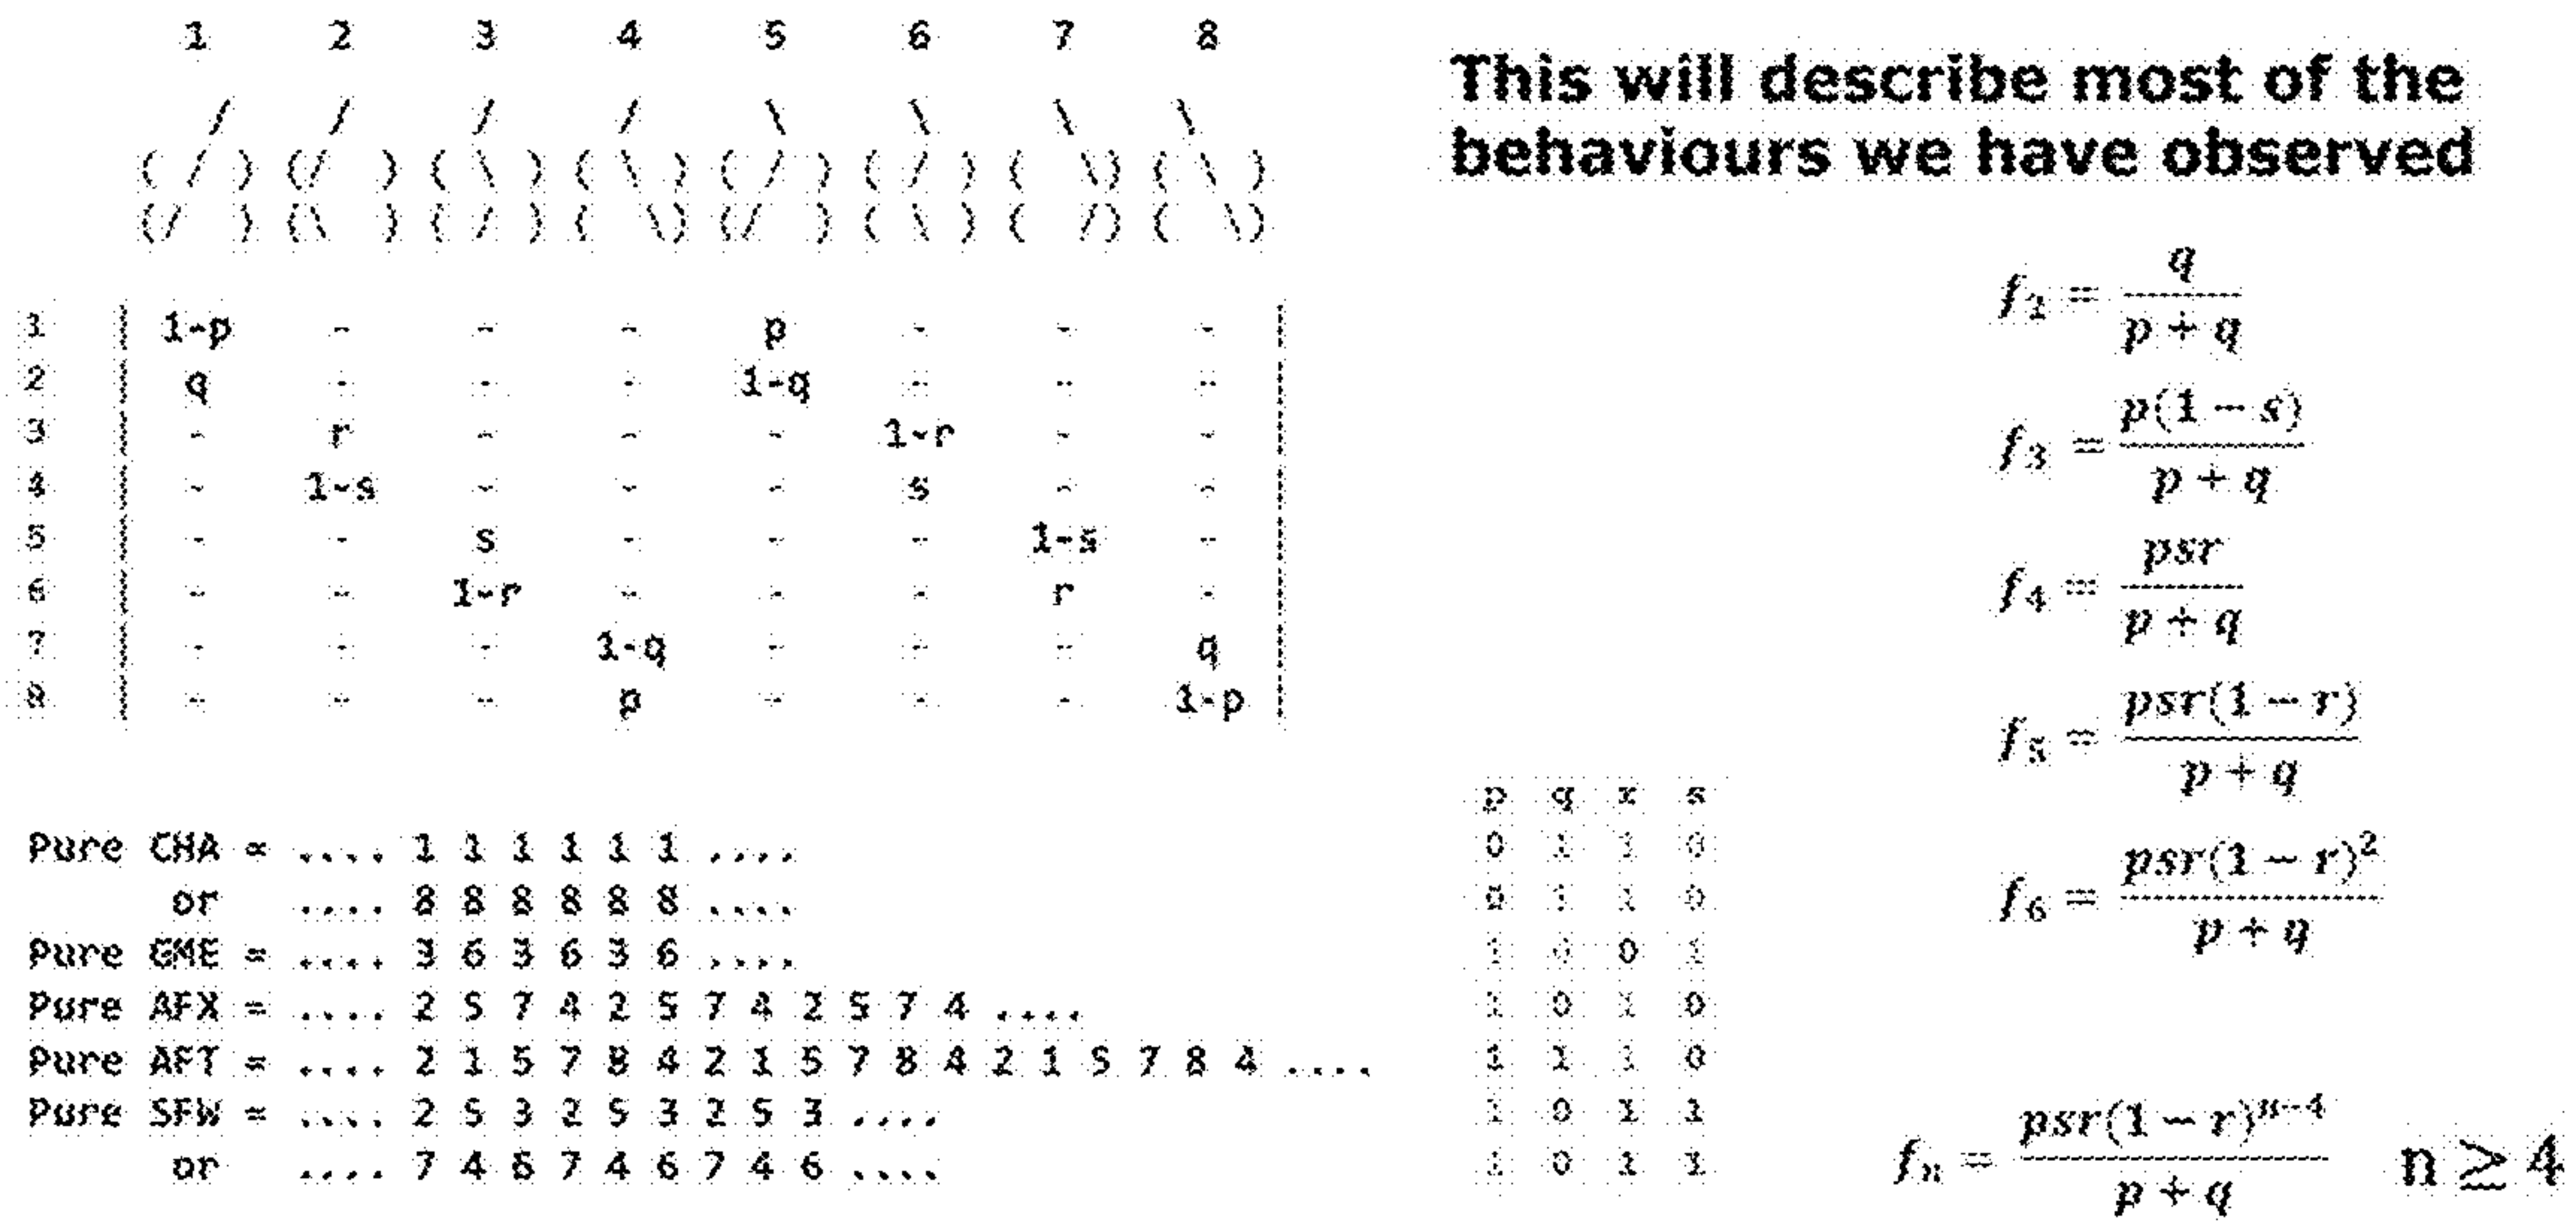 1 2 3 4 5 6 7 8
/ / / / \ \ \ \
( / ) (/ ) ( \ ) ( \ ) ( / ) ( / ) ( \) ( \ )
(/ ) (\ ) ( / ) ( \) (/ ) ( \ ) ( /) ( \)
1 | 1-p - - - p - - - |
2 | q - - - 1-q - - - |
3 | - r - - - 1-r - - |
4 | - 1-s - - - s - - |
5 | - - s - - - 1-s - |
6 | - - 1-r - - - r - |
7 | - - - 1-q - - - q |
8 | - - - p - - - 1-p |
Pure CHA = .... 1 1 1 1 1 1 ....
or .... 8 8 8 8 8 8 ....
Pure GME = .... 3 6 3 6 3 6 ....
Pure AFX = .... 2 5 7 4 2 5 7 4 2 5 7 4 ....
Pure AFT = .... 2 1 5 7 8 4 2 1 5 7 8 4 2 1 5 7 8 4 ....
Pure SFW = .... 2 5 3 2 5 3 2 5 3 ....
or .... 7 4 6 7 4 6 7 4 6 ....
p q r s
0 1 1 0
0 1 1 0
1 0 0 1
1 0 1 0
1 1 1 0
1 0 1 1
1 0 1 1
This will describe most of the
behaviours we have observed
f₂ = q / (p + q)
f₃ = p(1 − s) / (p + q)
f₄ = psr / (p + q)
f₅ = psr(1 − r) / (p + q)
f₆ = psr(1 − r)² / (p + q)
fₙ = psr(1 − r)ⁿ⁻⁴ / (p + q) n ≥ 4